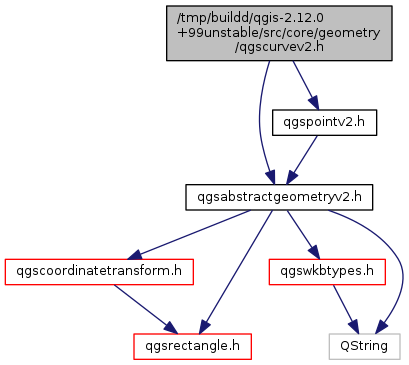 /tmp/buildd/qgis-2.12.0
+99unstable/src/core/geometry
/qgscurvev2.h
qgspointv2.h
qgsabstractgeometryv2.h
qgscoordinatetransform.h
qgswkbtypes.h
qgsrectangle.h
QString